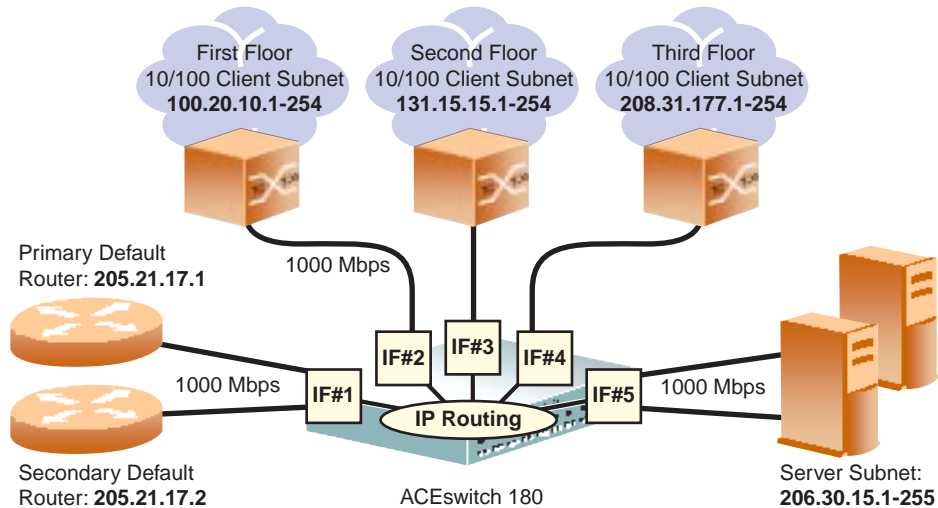 First Floor
10/100 Client Subnet
100.20.10.1-254
Second Floor
10/100 Client Subnet
131.15.15.1-254
Third Floor
10/100 Client Subnet
208.31.177.1-254
Primary Default
Router: 205.21.17.1
1000 Mbps
IF#2
IF#3
IF#4
1000 Mbps
IF#1
IF#5
1000 Mbps
IP Routing
Secondary Default
Router: 205.21.17.2
ACEswitch 180
Server Subnet:
206.30.15.1-255